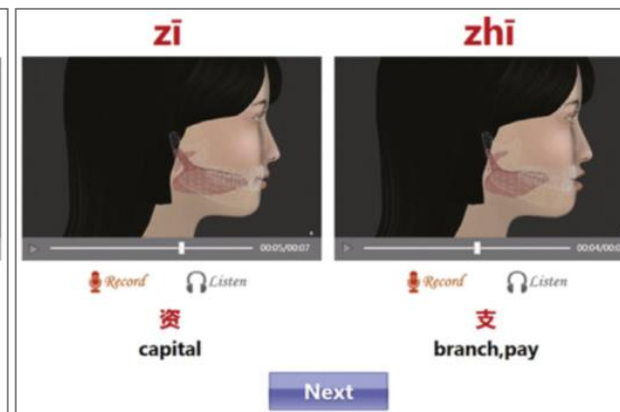 zī
zhī
00:05/00:07
00:04/00:0
Record
Listen
Record
Listen
资
支
capital
branch,pay
Next